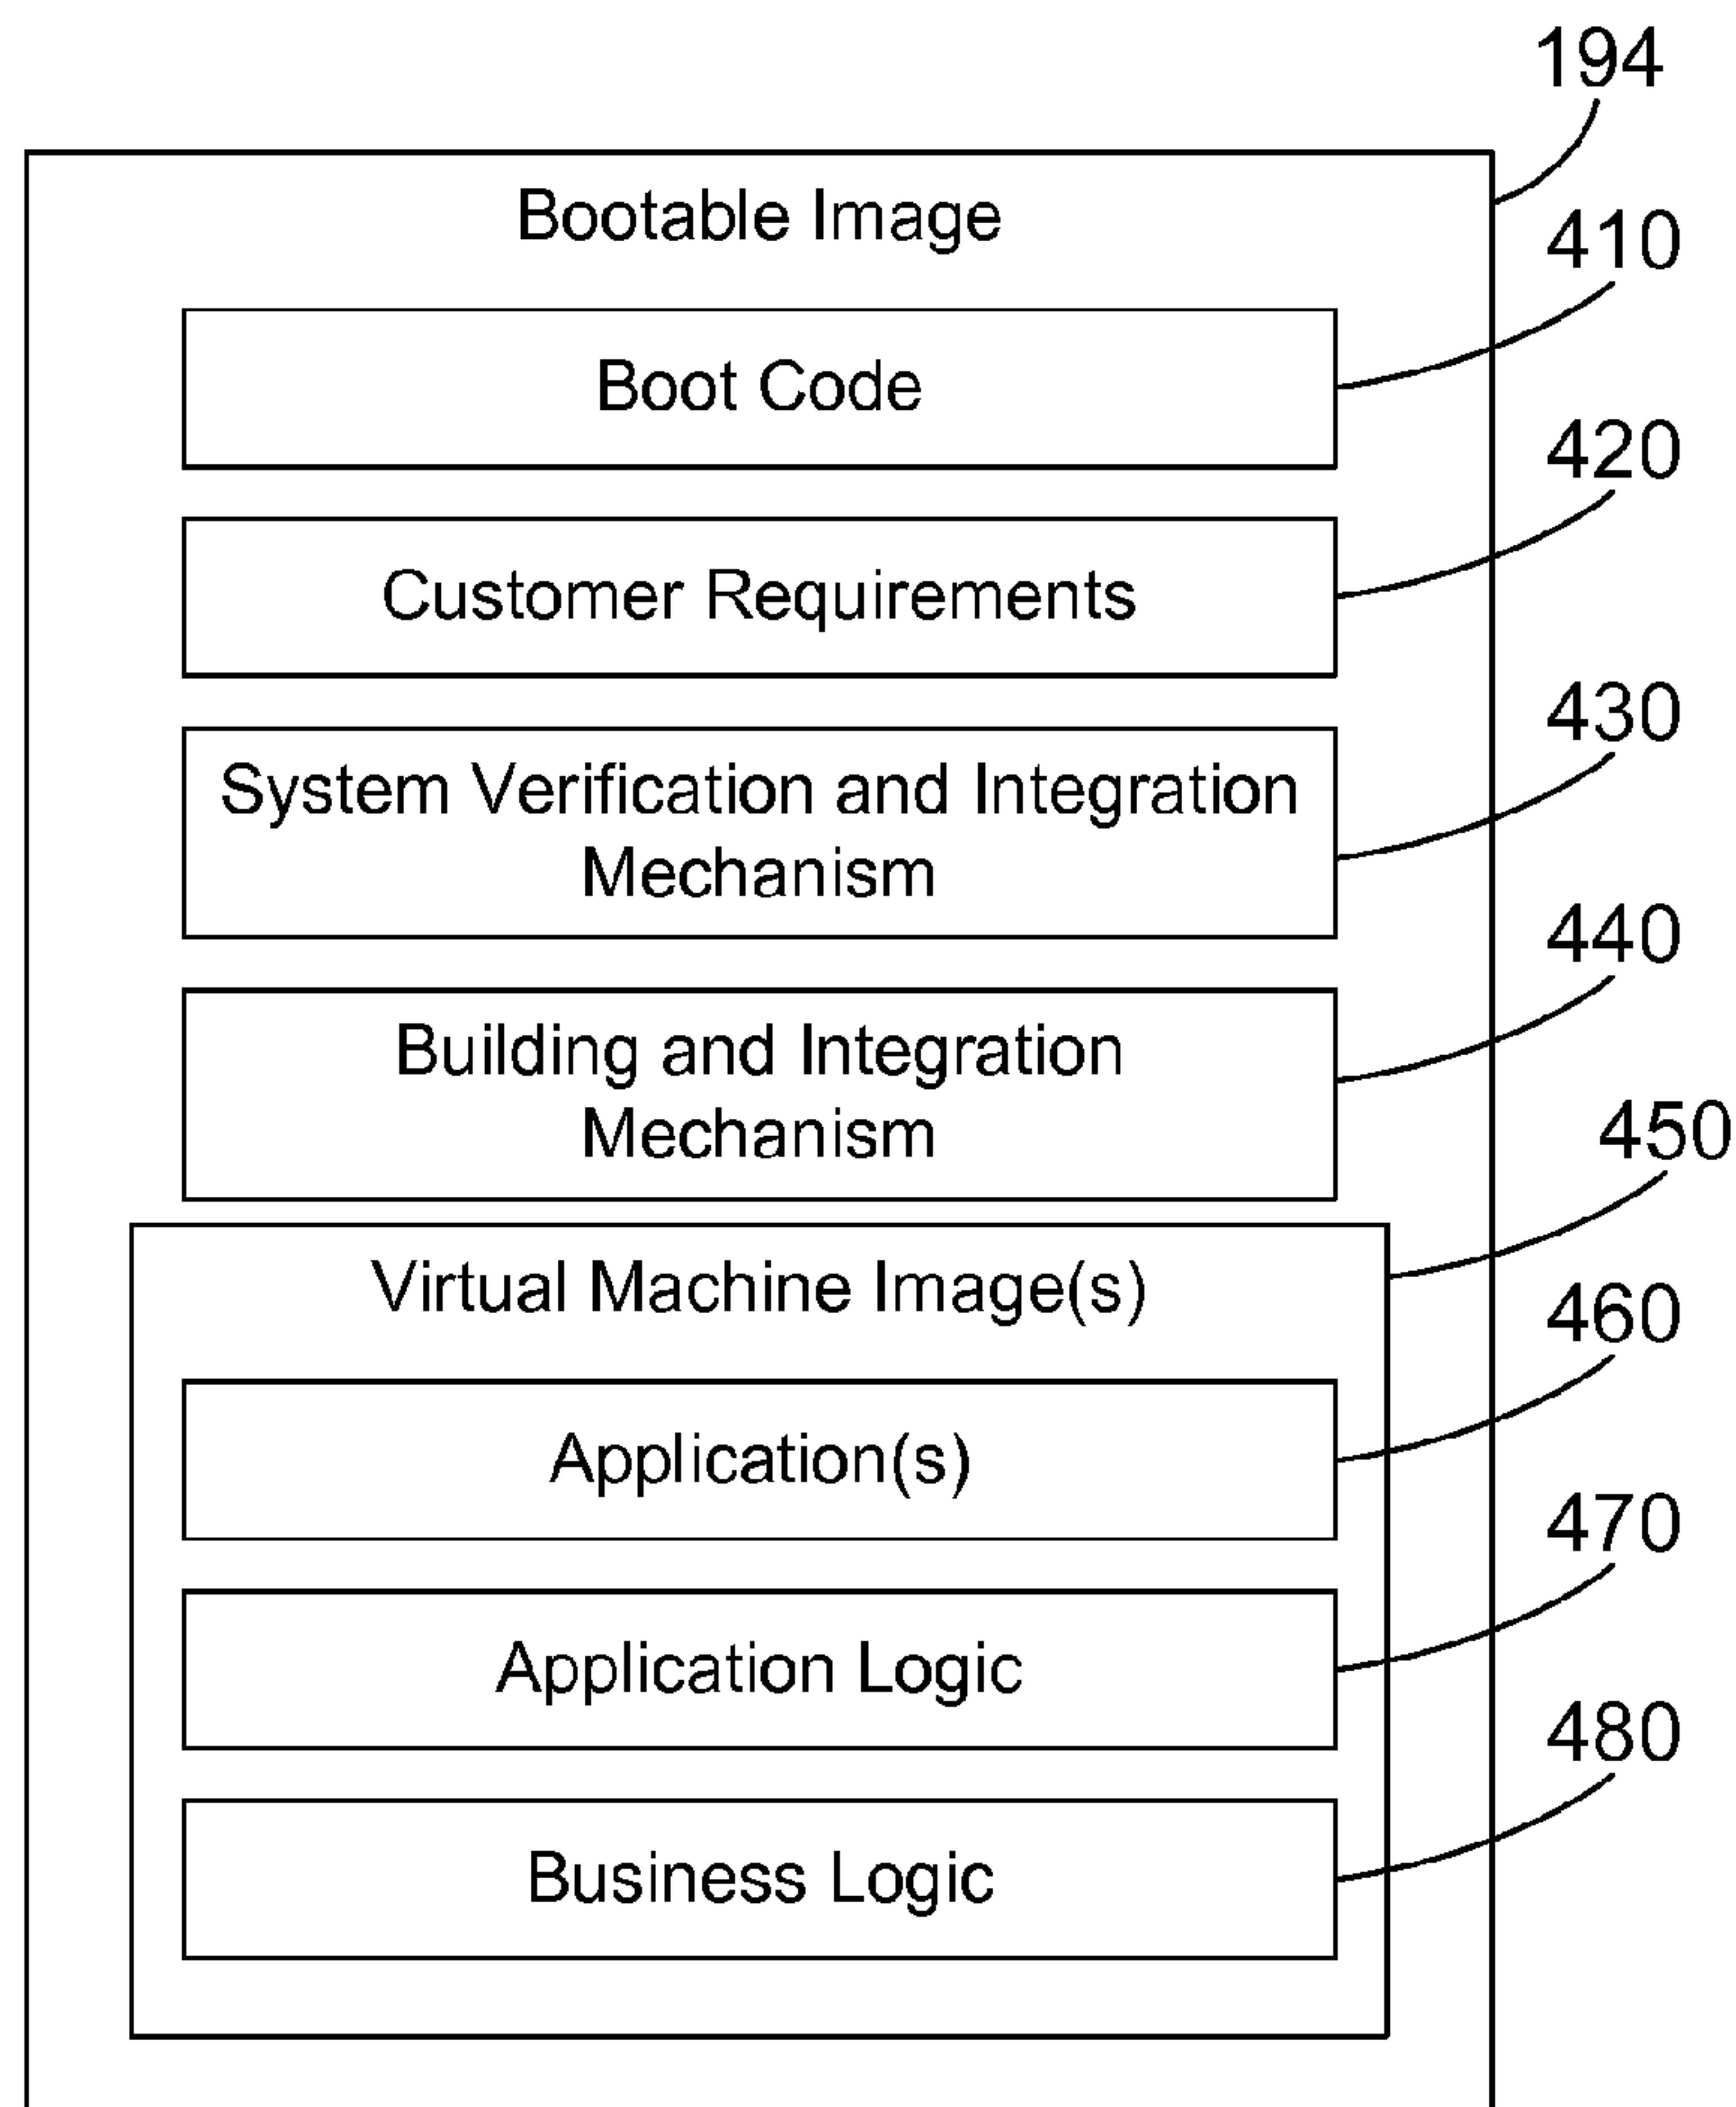 194
Bootable Image
410
Boot Code
420
Customer Requirements
430
System Verification and Integration
Mechanism
440
Building and Integration
Mechanism
450
Virtual Machine Image(s)
460
Application(s)
470
Application Logic
480
Business Logic